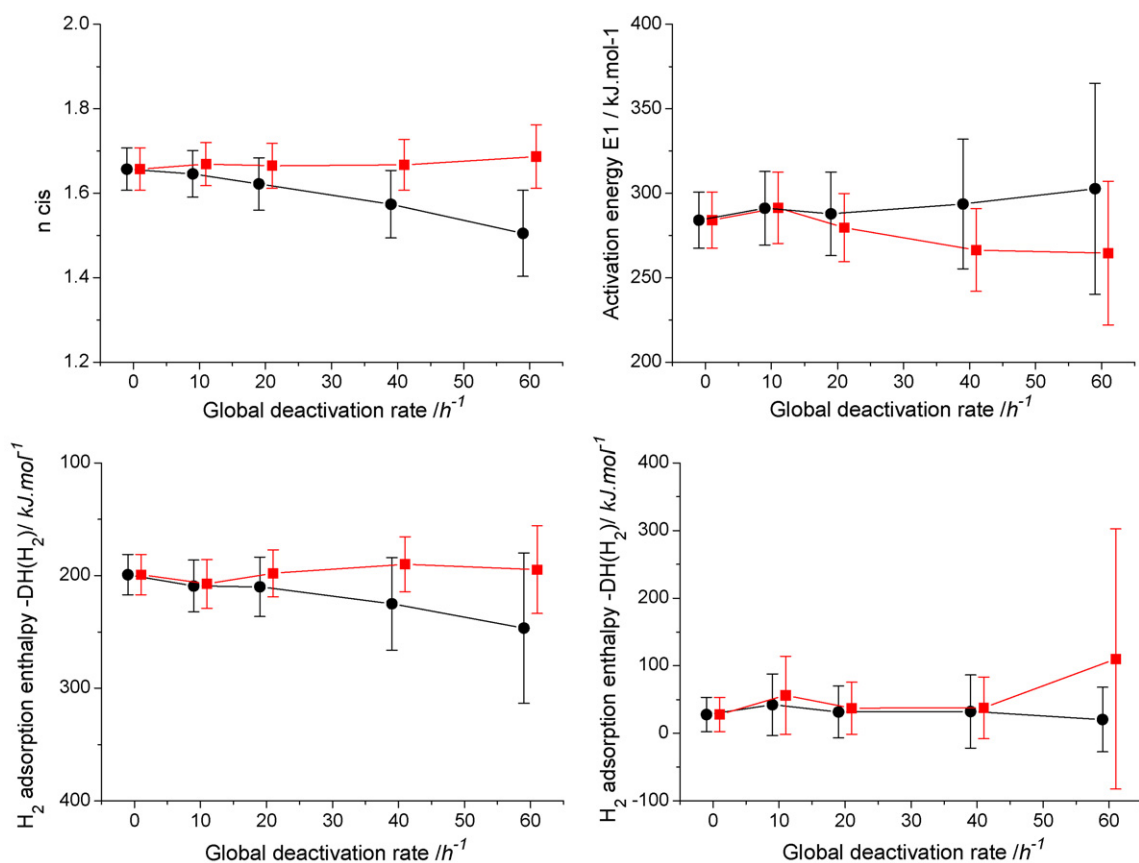 2.0
1.8
1.6
1.4
1.2
n cis
0 10 20 30 40 50 60
Global deactivation rate /h⁻¹
400
350
300
250
200
Activation energy E1 / kJ.mol-1
0 10 20 30 40 50 60
Global deactivation rate /h⁻¹
100
200
300
400
H₂ adsorption enthalpy -DH(H₂)/ kJ.mol⁻¹
0 10 20 30 40 50 60
Global deactivation rate /h⁻¹
400
300
200
100
0
-100
H₂ adsorption enthalpy -DH(H₂)/ kJ.mol⁻¹
0 10 20 30 40 50 60
Global deactivation rate /h⁻¹